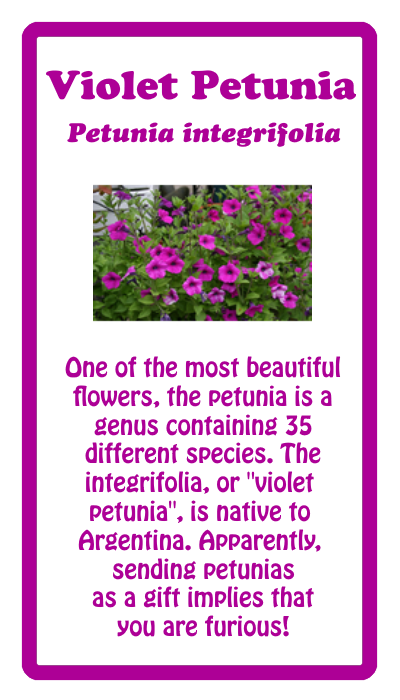 Violet Petunia
Petunia integrifolia
One of the most beautiful
flowers, the petunia is a
genus containing 35
different species. The
integrifolia, or "violet
petunia", is native to
Argentina. Apparently,
sending petunias
as a gift implies that
you are furious!